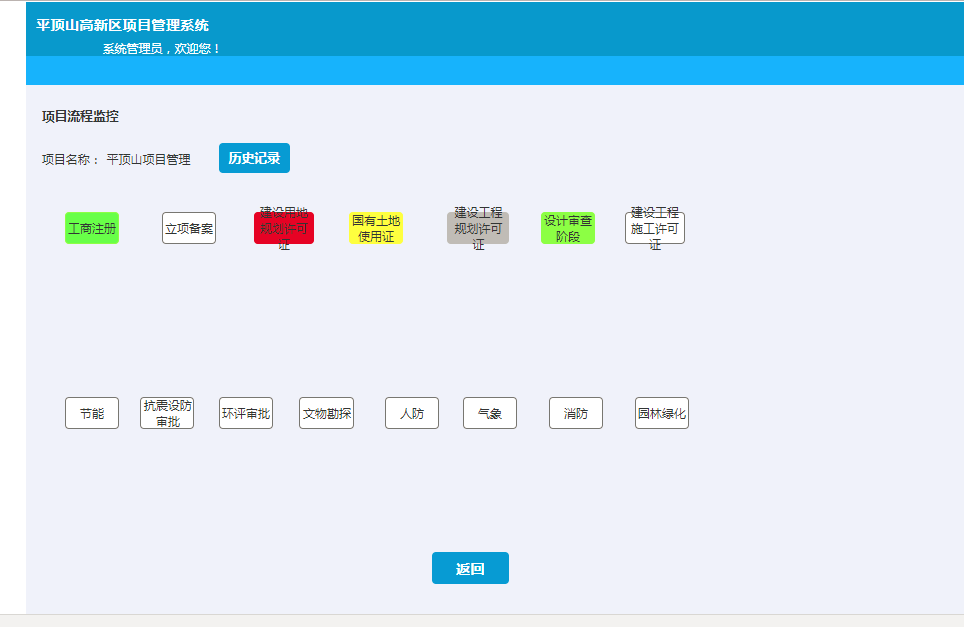 平顶山高新区项目管理系统
系统管理员，欢迎您！
项目流程监控
项目名称： 平顶山项目管理 历史记录
工商注册
立项备案
建设用地
规划许可
证
国有土地
使用证
建设工程
规划许可
证
设计审查
阶段
建设工程
施工许可
证
节能
抗震设防
审批
环评审批
文物勘探
人防
气象
消防
园林绿化
返回